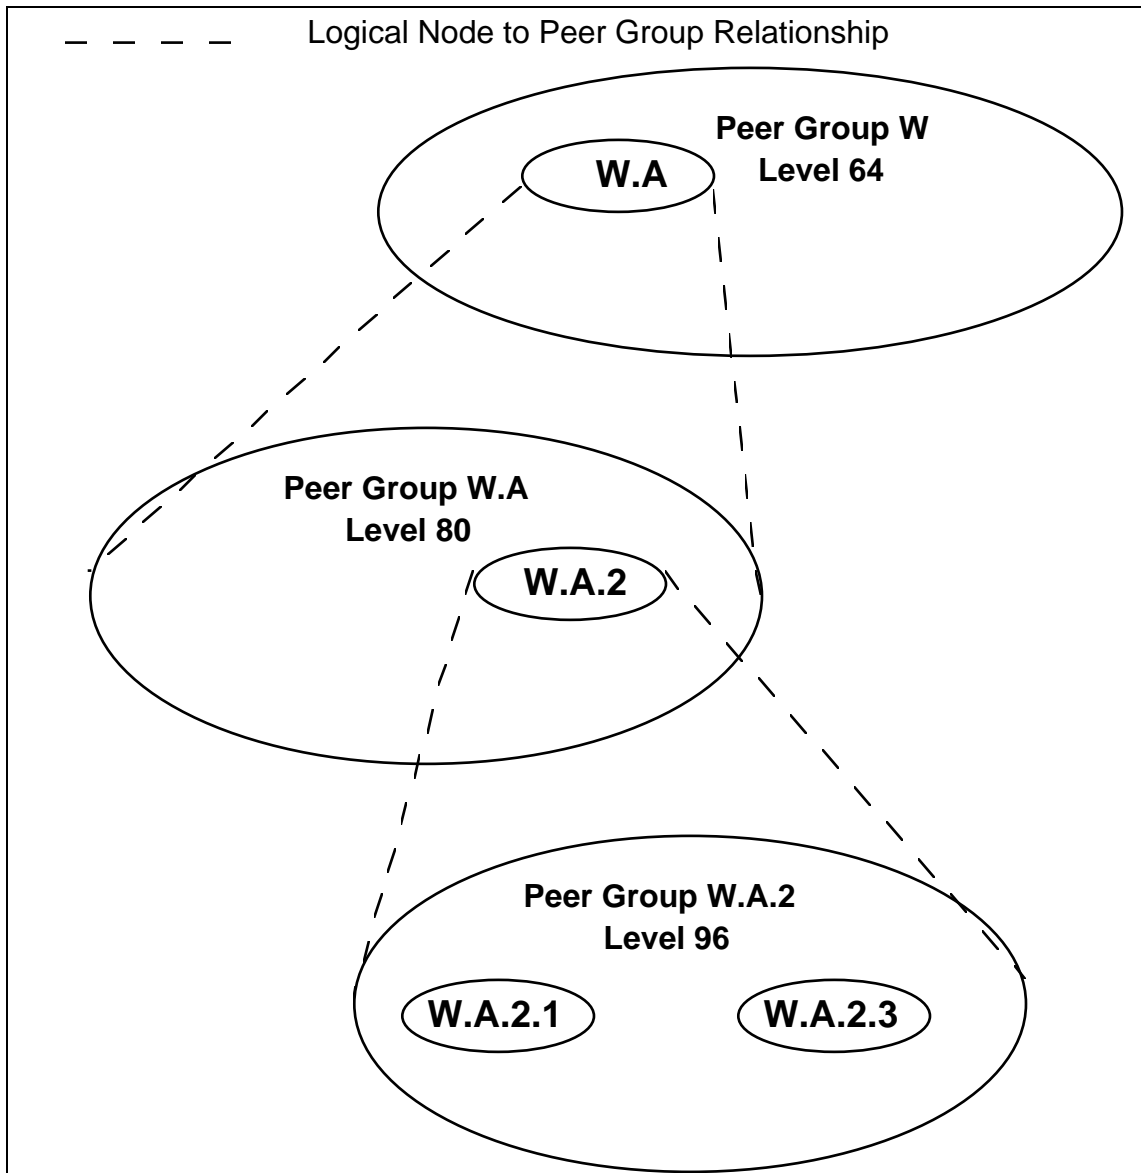 Logical Node to Peer Group Relationship
Peer Group W
Level 64
W.A
Peer Group W.A
Level 80
W.A.2
Peer Group W.A.2
Level 96
W.A.2.1
W.A.2.3